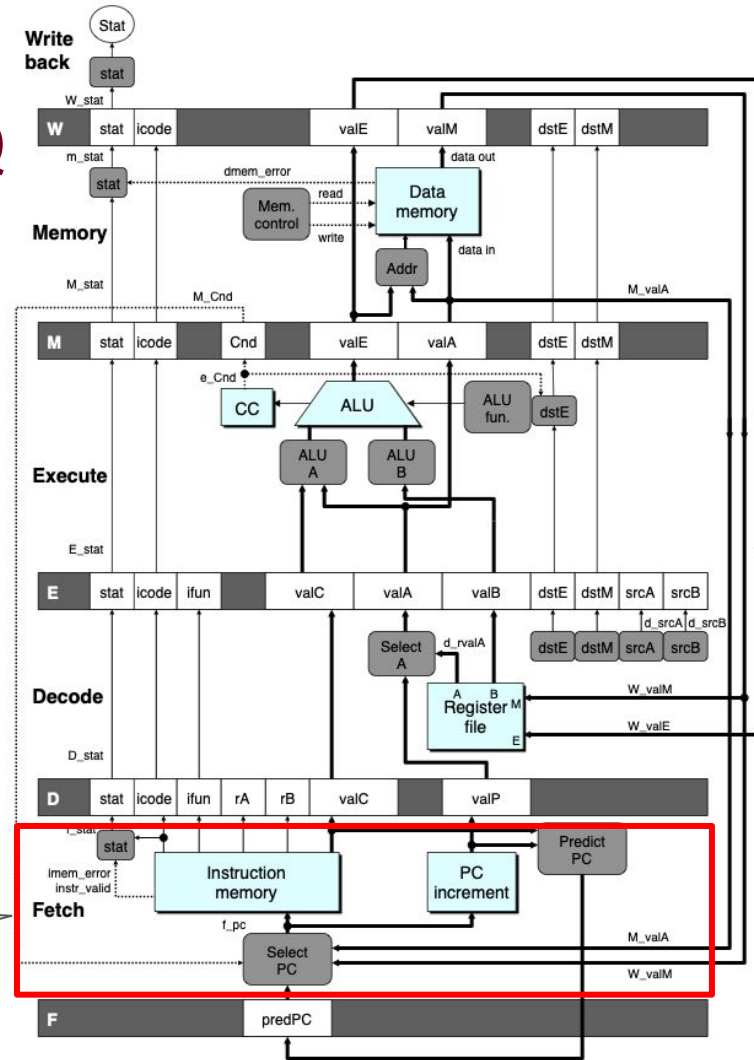 Stat
Write
back
stat
W_stat
W stat icode valE valM dstE dstM
m_stat
data out
dmem_error
stat
read
Mem.
control
Data
memory
write
Memory
data in
Addr
M_stat
M_Cnd
M_valA
M stat icode Cnd valE valA dstE dstM
e_Cnd
CC
ALU
ALU
fun.
dstE
ALU
A
ALU
B
Execute
E_stat
E stat icode ifun valC valA valB dstE dstM srcA srcB
d_srcA d_srcB
Select
A
d_rvalA
dstE dstM srcA srcB
A B
Register
file
M
E
W_valM
W_valE
Decode
D_stat
D stat icode ifun rA rB valC valP
stat
Predict
PC
imem_error
instr_valid
Instruction
memory
PC
increment
Fetch
f_pc
Select
PC
M_valA
W_valM
F predPC